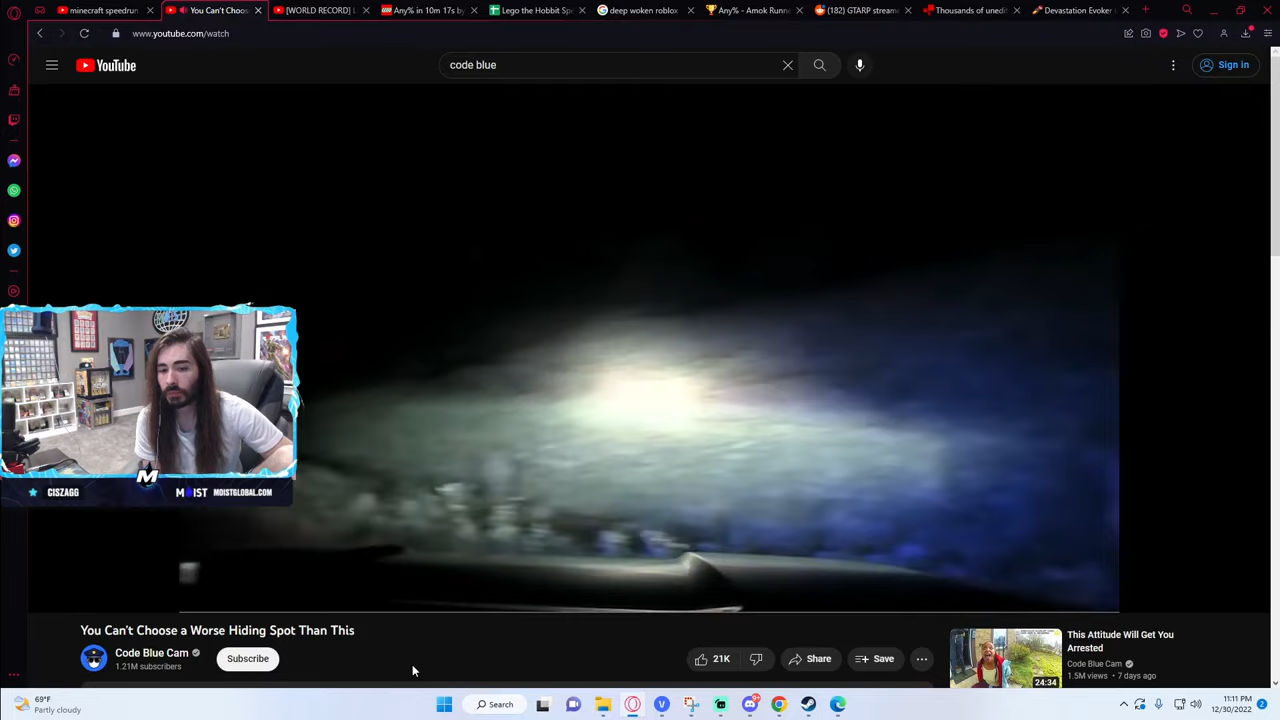 minecraft speedrun
You Can't Choos
[WORLD RECORD] L
Any% in 10m 17s by
Lego the Hobbit Spe
deep woken roblox
Any% - Amok Runne
(182) GTARP stream
Thousands of unedit
Devastation Evoker
www.youtube.com/watch
YouTube
code blue
Sign in
CISZAGG
MOIST MOISTGLOBAL.COM
M
You Can't Choose a Worse Hiding Spot Than This
Code Blue Cam
1.21M subscribers
Subscribe
21K
Share
Save
This Attitude Will Get You
Arrested
Code Blue Cam
1.5M views • 7 days ago
24:34
69°F
Partly cloudy
Search
11:11 PM
12/30/2022